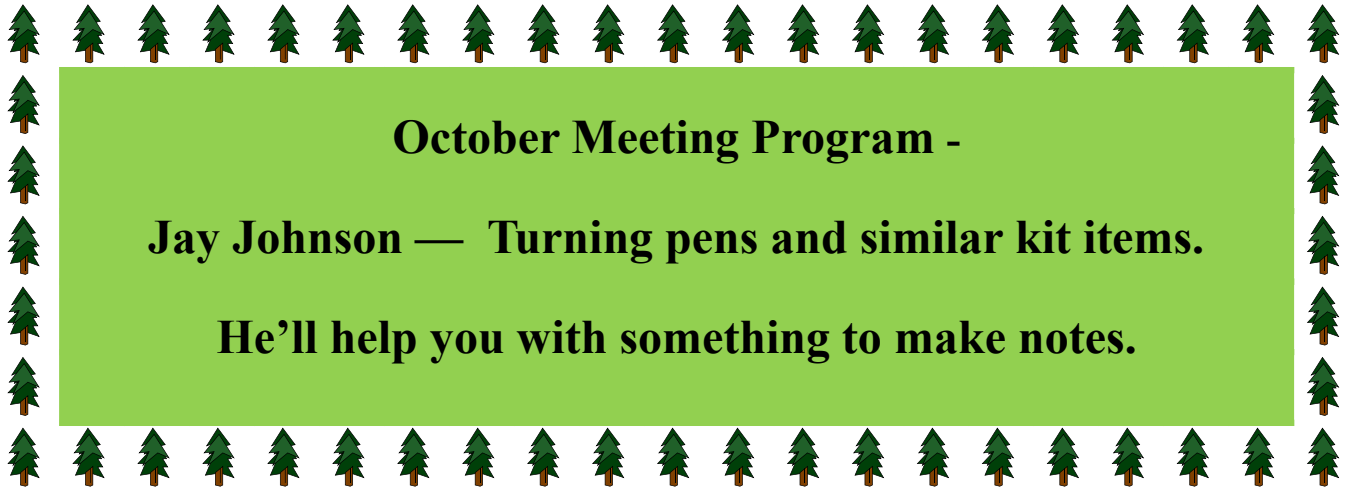 October Meeting Program -
Jay Johnson —  Turning pens and similar kit items.
He’ll help you with something to make notes.